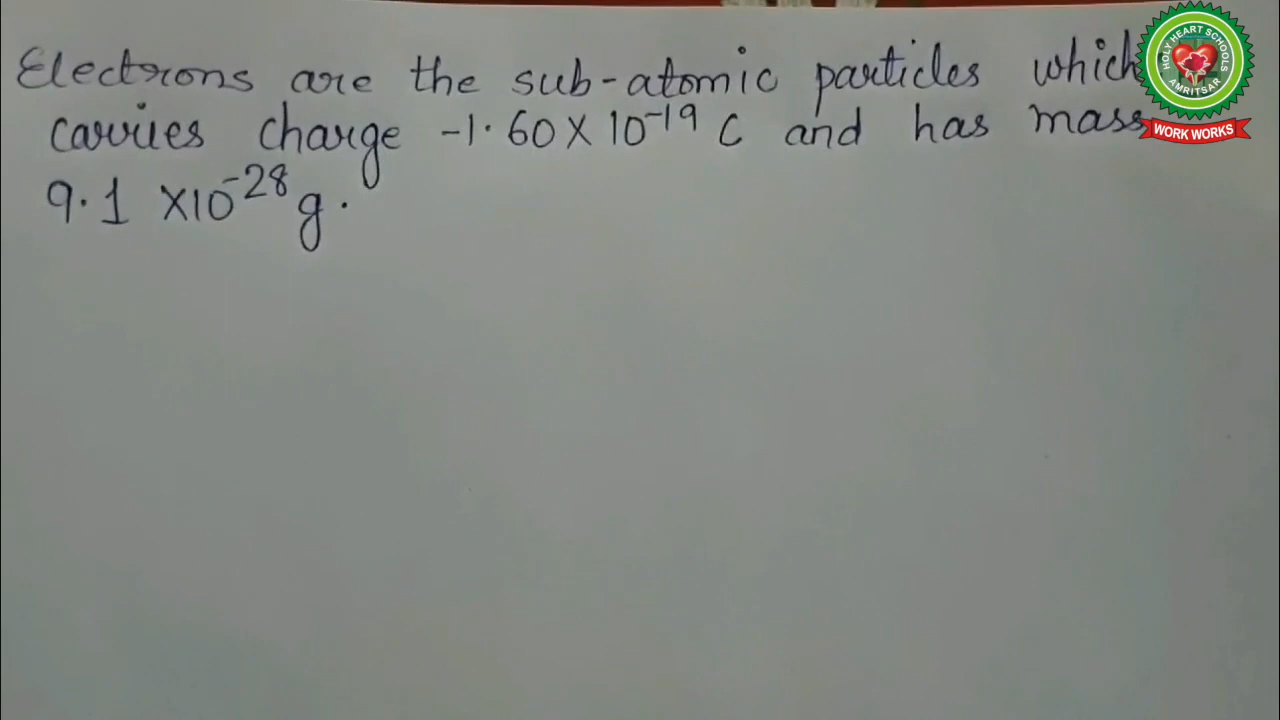 Electrons are the sub-atomic particles which
carries charge -1.60 × 10⁻¹⁹ C and has mass
9.1 ×10⁻²⁸ g.
HOLY HEART SCHOOLS
AMRITSAR
WORK WORKS